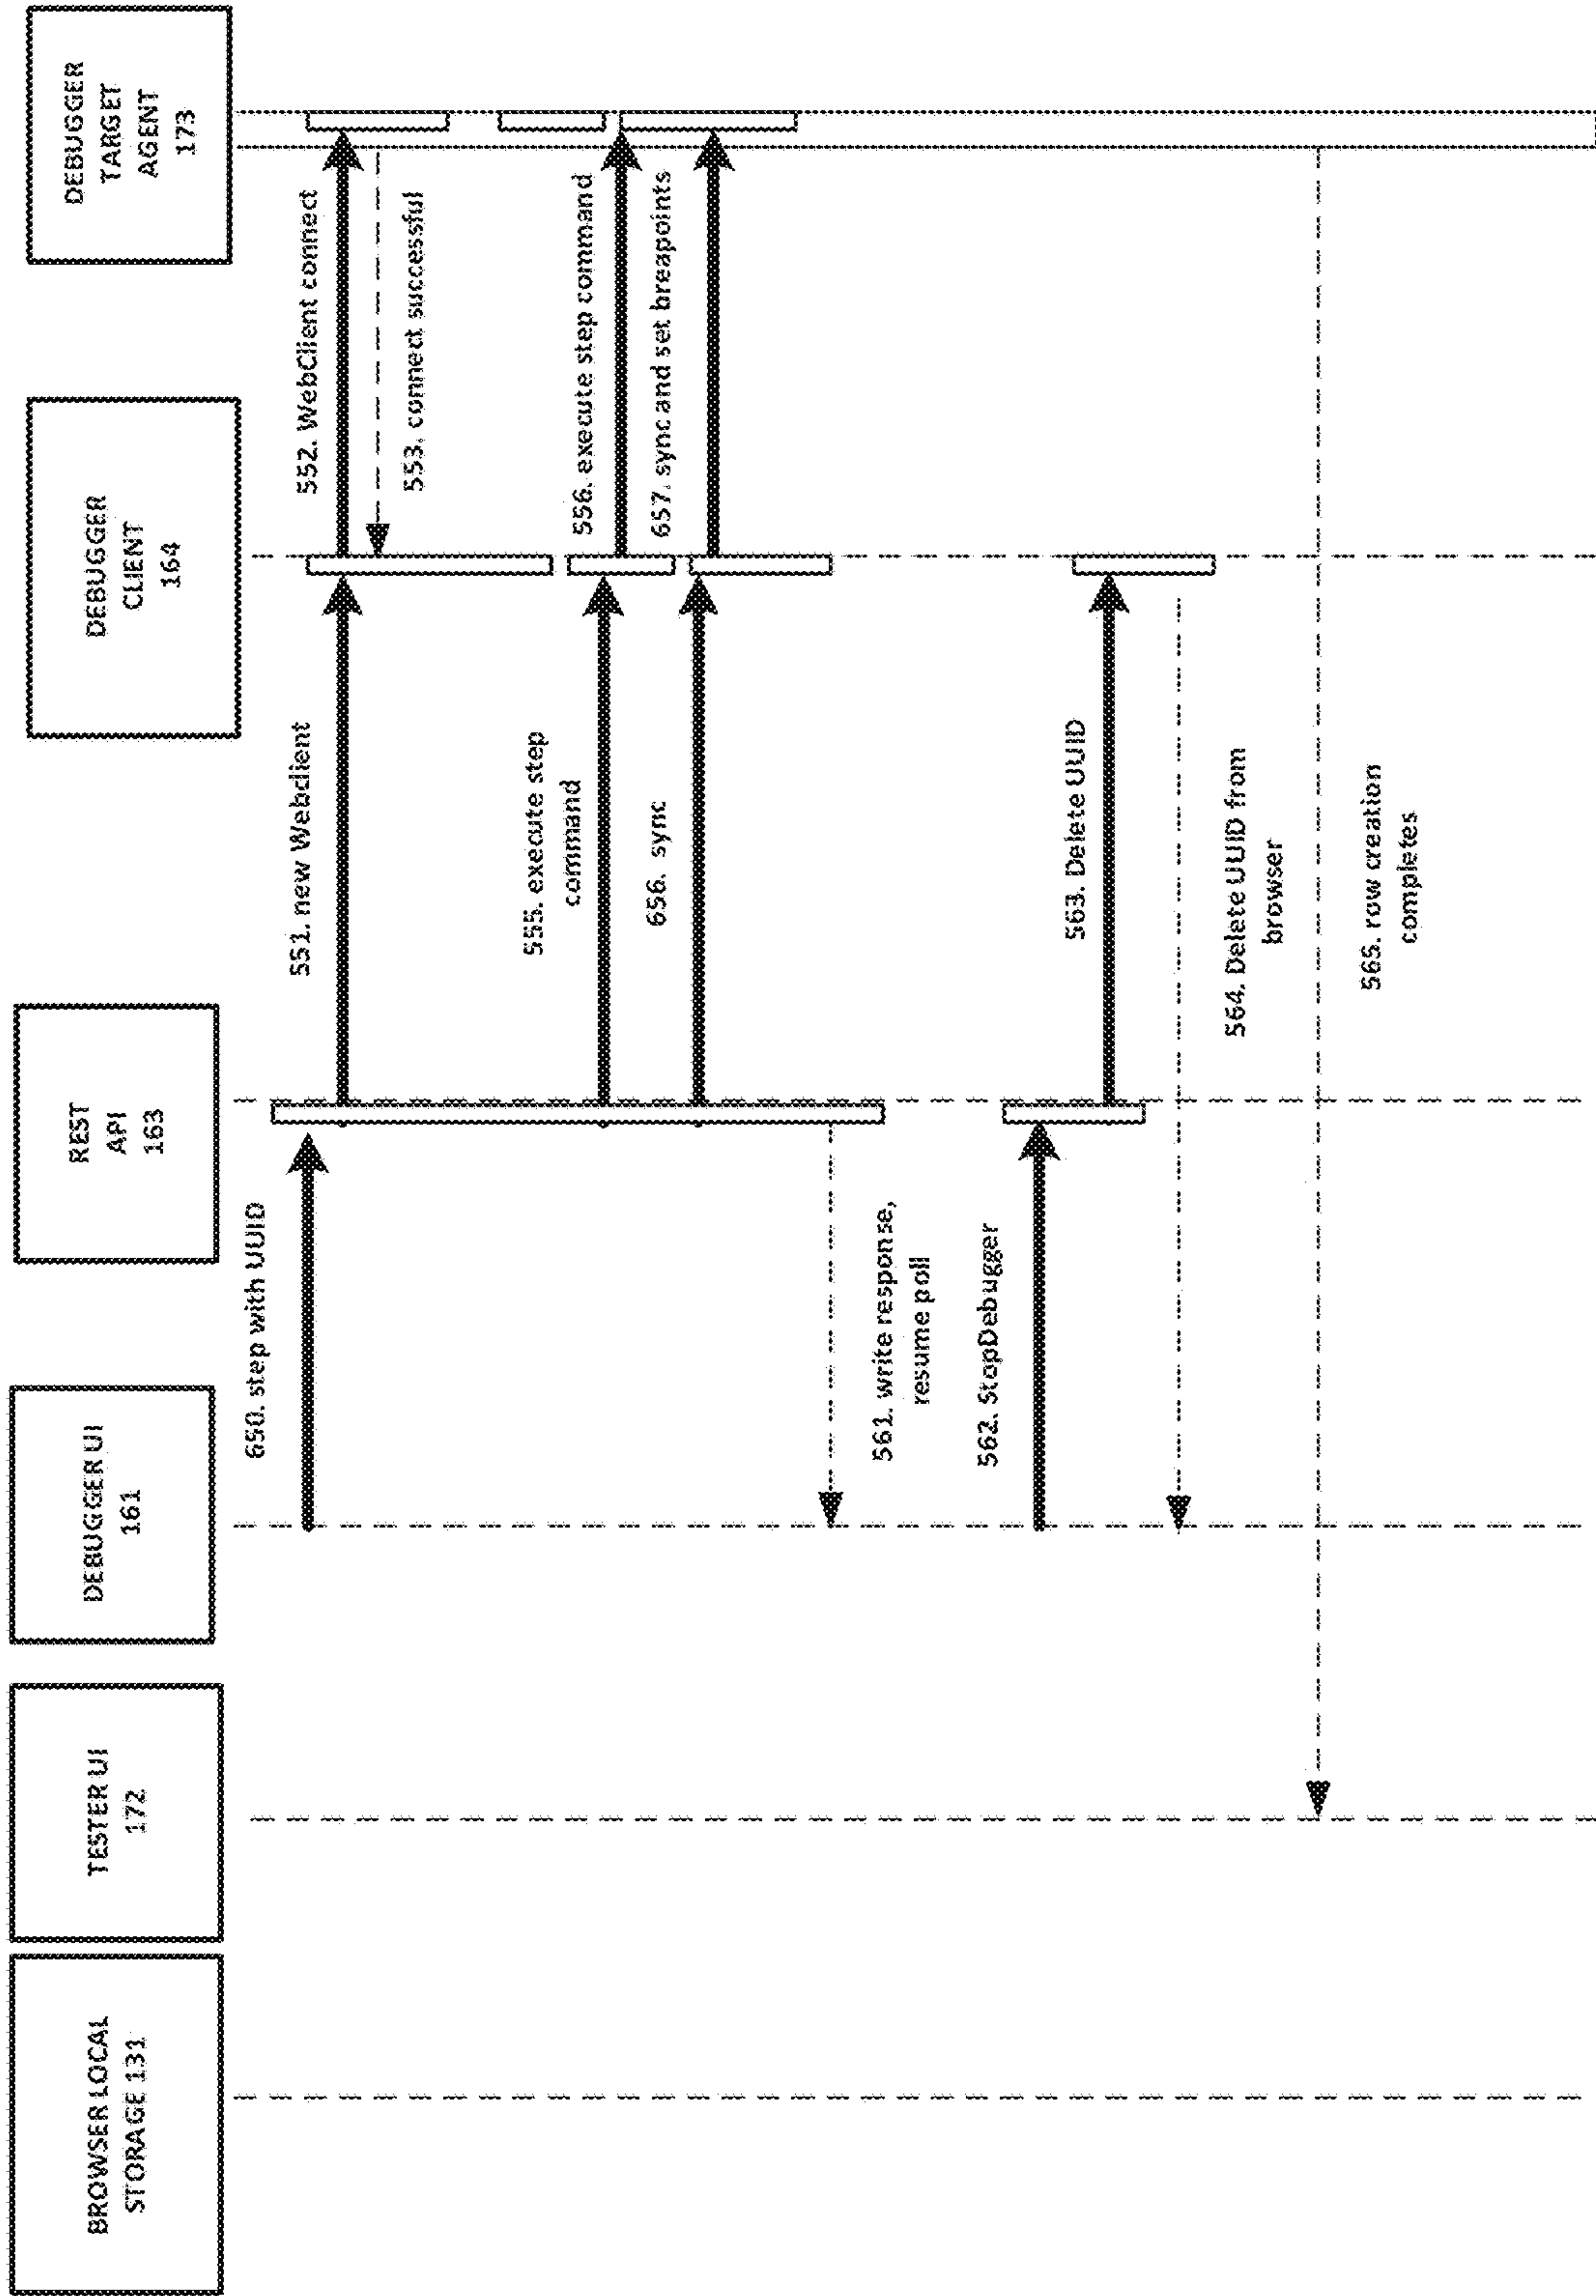 BROWSER LOCAL
STORAGE 131
TESTER UI
172
DEBUGGER UI
161
REST
API
163
DEBUGGER
CLIENT
164
DEBUGGER
TARGET
AGENT
173
650. step with UUID
551. new Webclient
552. WebClient connect
553. connect successful
555. execute step
command
556. execute step command
656. sync
657. sync and set breapoints
561. write response,
resume poll
562. StopDebugger
563. Delete UUID
564. Delete UUID from
browser
565. row creation
completes